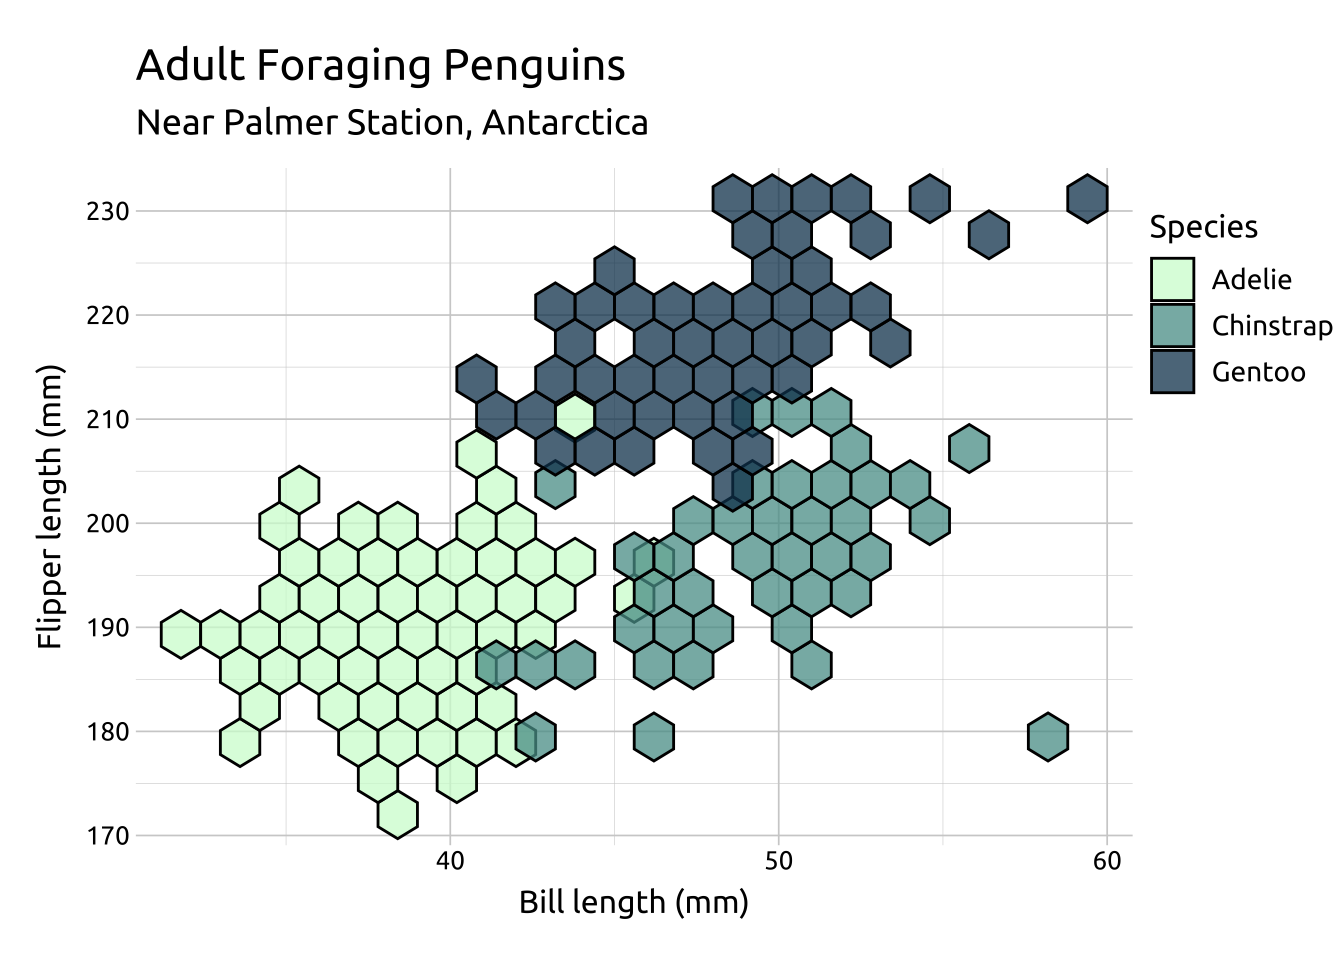 Adult Foraging Penguins
Near Palmer Station, Antarctica
230
220
210
200
190
180
170
Flipper length (mm)
40 50 60
Bill length (mm)
Species
Adelie
Chinstrap
Gentoo